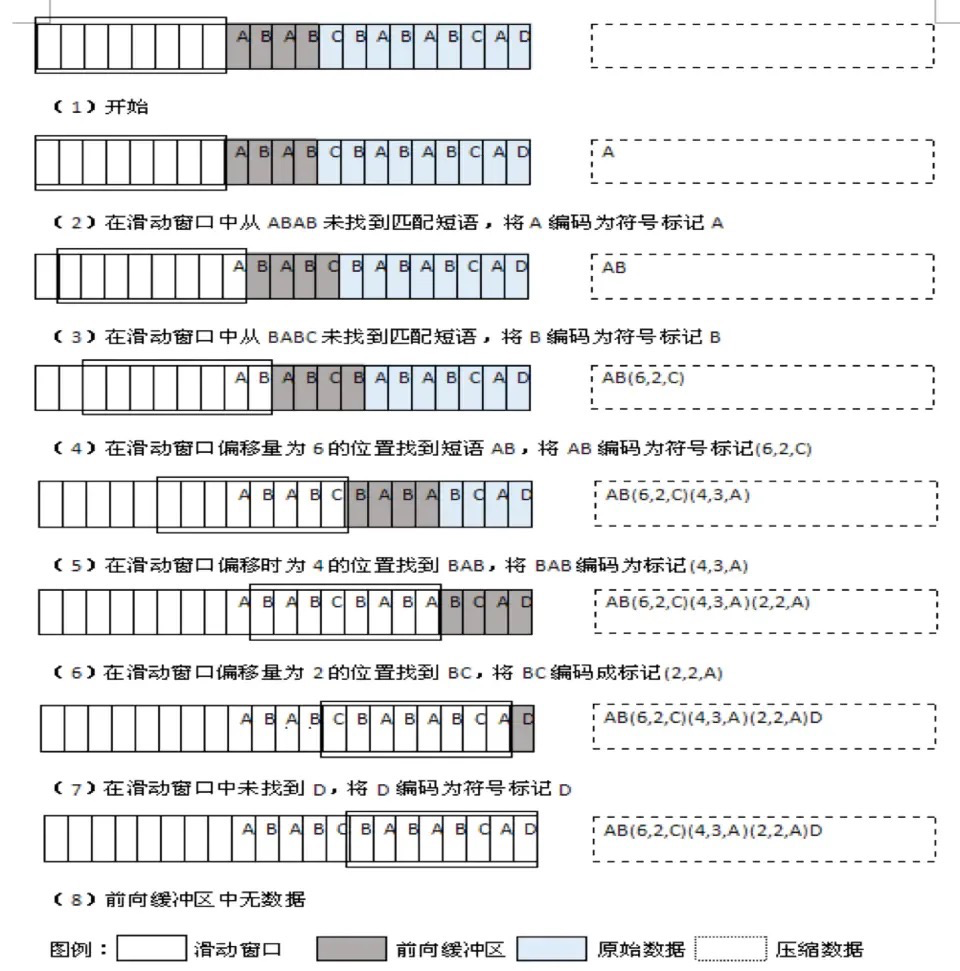 A B A B C B A B A B C A D
（1）开始
A B A B C B A B A B C A D A
（2）在滑动窗口中从 ABAB 未找到匹配短语，将 A 编码为符号标记 A
A B A B C B A B A B C A D AB
（3）在滑动窗口中从 BABC 未找到匹配短语，将 B 编码为符号标记 B
A B A B C B A B A B C A D AB(6,2,C)
（4）在滑动窗口偏移量为 6 的位置找到短语 AB，将 AB 编码为符号标记(6,2,C)
A B A B C B A B A B C A D AB(6,2,C)(4,3,A)
（5）在滑动窗口偏移时为 4 的位置找到 BAB，将 BAB 编码为标记(4,3,A)
A B A B C B A B A B C A D AB(6,2,C)(4,3,A)(2,2,A)
（6）在滑动窗口偏移量为 2 的位置找到 BC，将 BC 编码成标记(2,2,A)
A B A B C B A B A B C A D AB(6,2,C)(4,3,A)(2,2,A)D
（7）在滑动窗口中未找到 D，将 D 编码为符号标记 D
A B A B C B A B A B C A D AB(6,2,C)(4,3,A)(2,2,A)D
（8）前向缓冲区中无数据
图例： 滑动窗口 前向缓冲区 原始数据 压缩数据